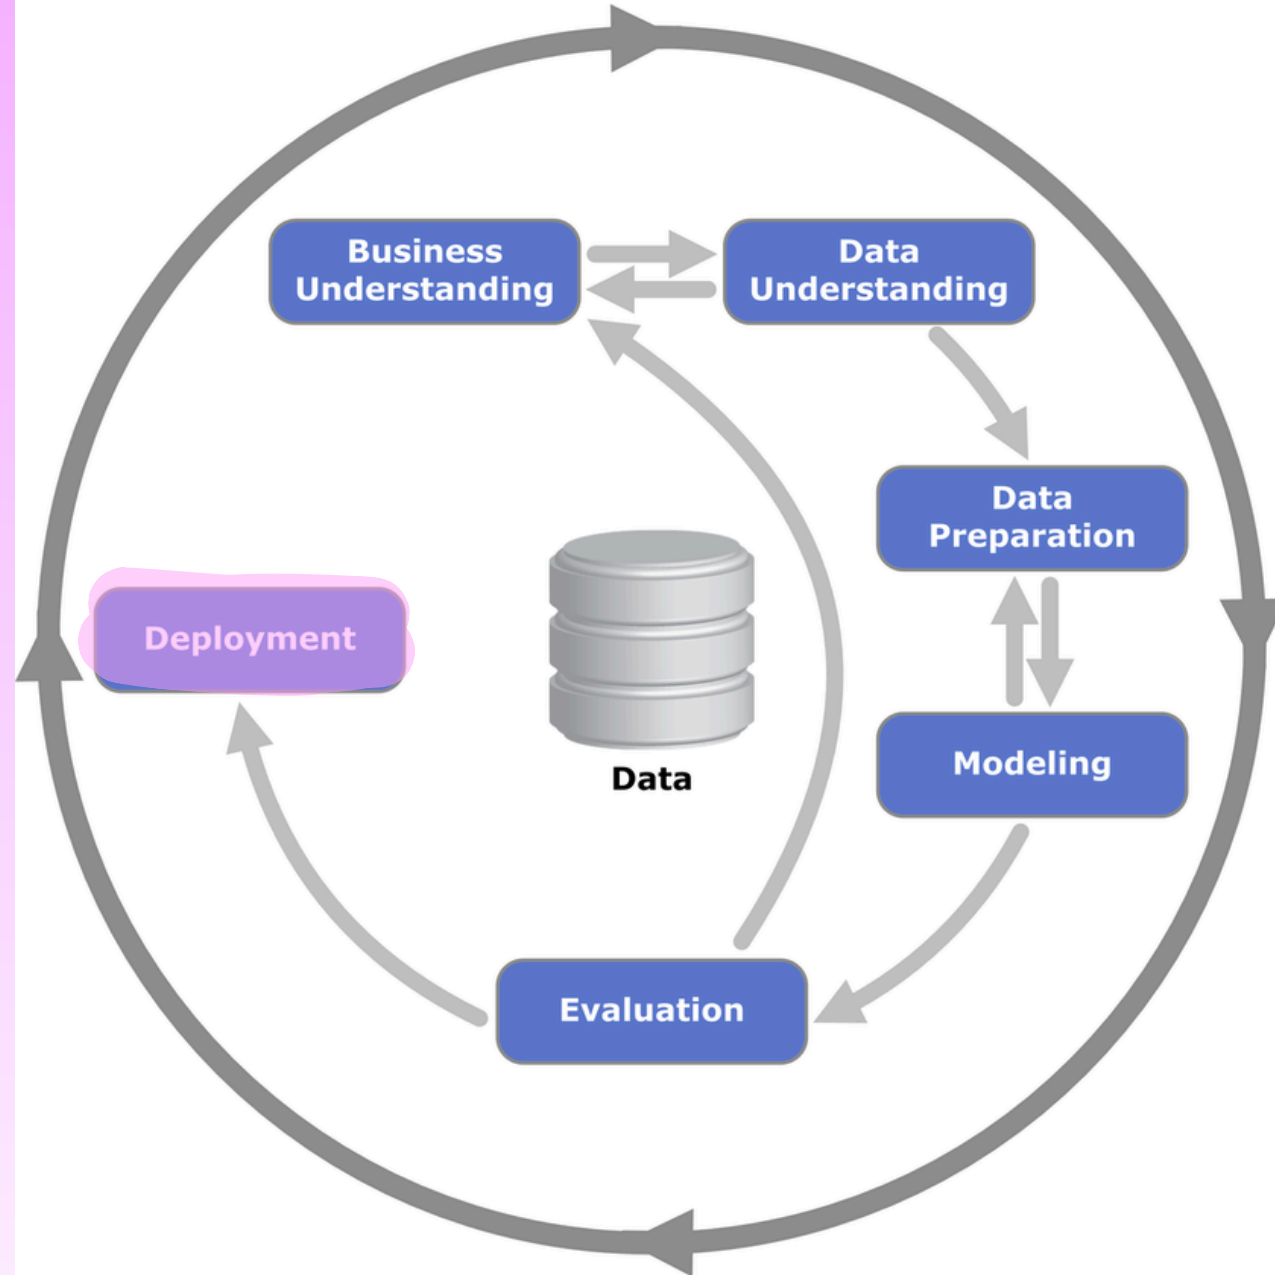 Business
Understanding
Data
Understanding
Data
Preparation
Deployment
Modeling
Data
Evaluation